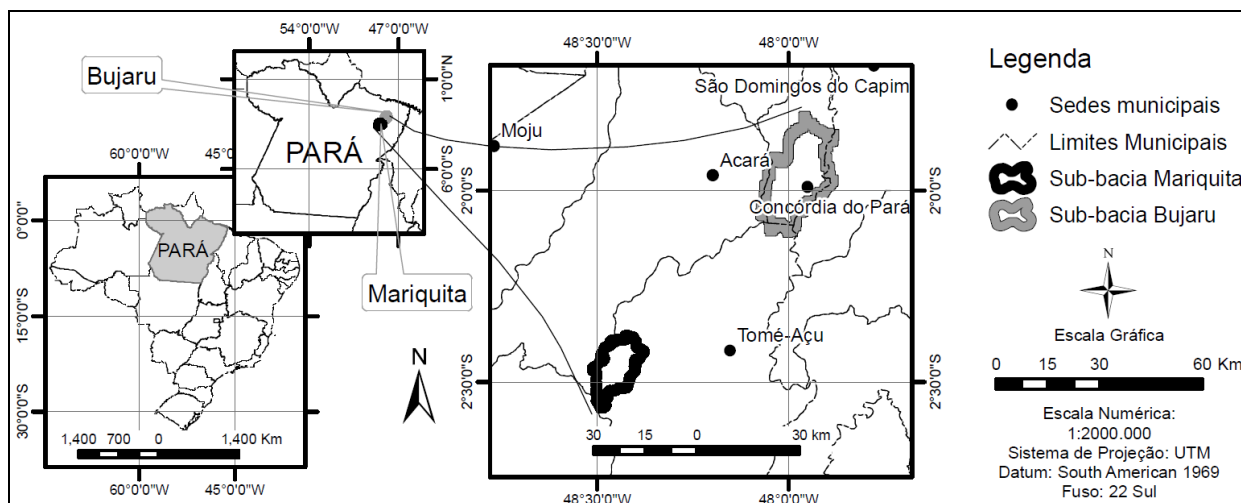 54°0'0"W
47°0'0"W
Bujaru
1°0'0"N
PARÁ
6°0'0"S
60°0'0"W
45°
0°0'0"
PARÁ
15°0'0"S
30°0'0"S
Mariquita
N
1,400 700 0 1,400 Km
60°0'0"W 45°0'0"W
48°30'0"W 48°0'0"W
São Domingos do Capim
Moju
Acará
2°0'0"S
2°0'0"S
Concórdia do Pará
Tomé-Açu
2°30'0"S
2°30'0"S
30 15 0 30 km
48°30'0"W 48°0'0"W
Legenda
Sedes municipais
Limites Municipais
Sub-bacia Mariquita
Sub-bacia Bujaru
Escala Gráfica
0 15 30 60 Km
Escala Numérica:
1:2000.000
Sistema de Projeção: UTM
Datum: South American 1969
Fuso: 22 Sul